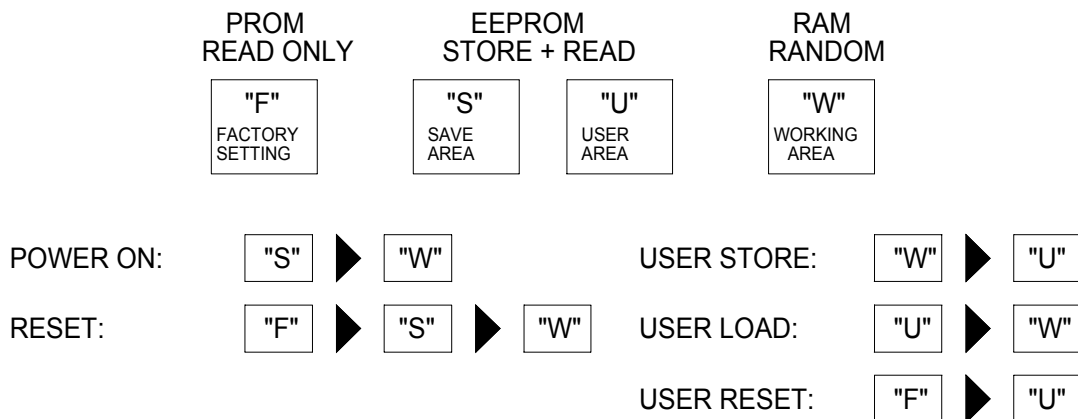 PROM EEPROM RAM
READ ONLY STORE + READ RANDOM
"F" "S" "U" "W"
FACTORY SAVE USER WORKING
SETTING AREA AREA AREA
POWER ON: "S" "W" USER STORE: "W" "U"
RESET: "F" "S" "W" USER LOAD: "U" "W"
USER RESET: "F" "U"